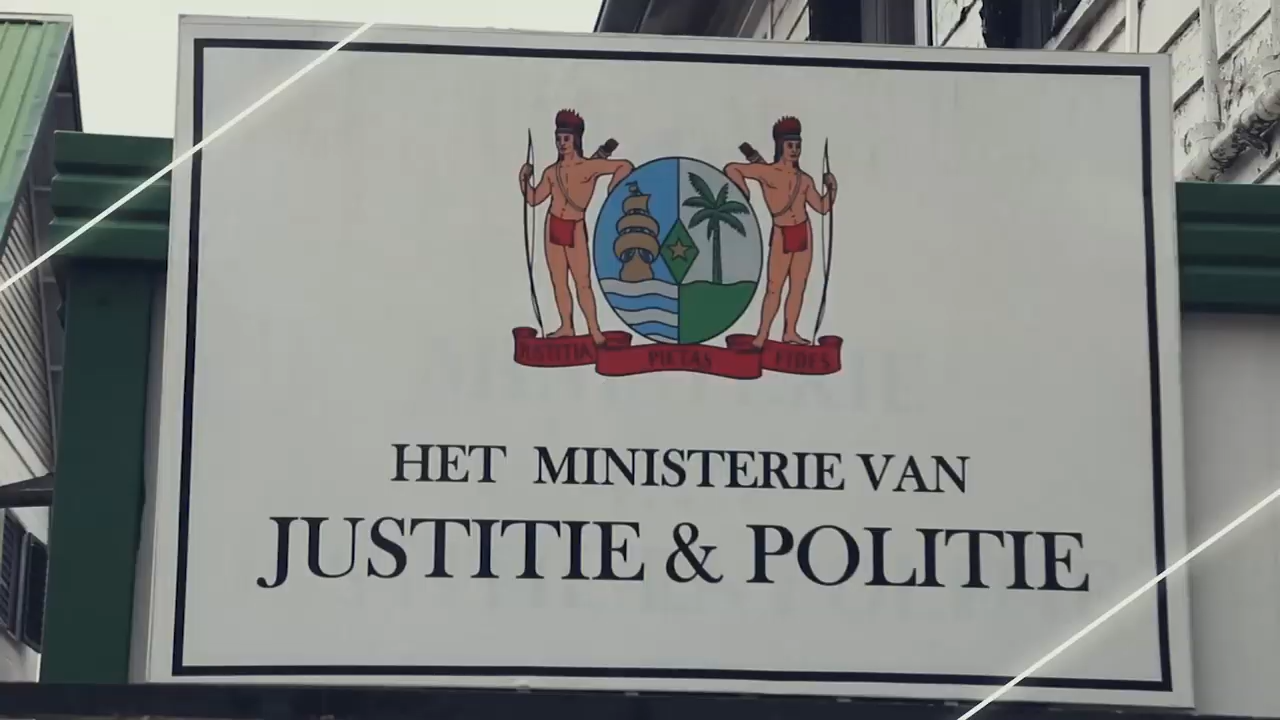 JUSTITIA PIETAS FIDES
HET MINISTERIE VAN
JUSTITIE & POLITIE